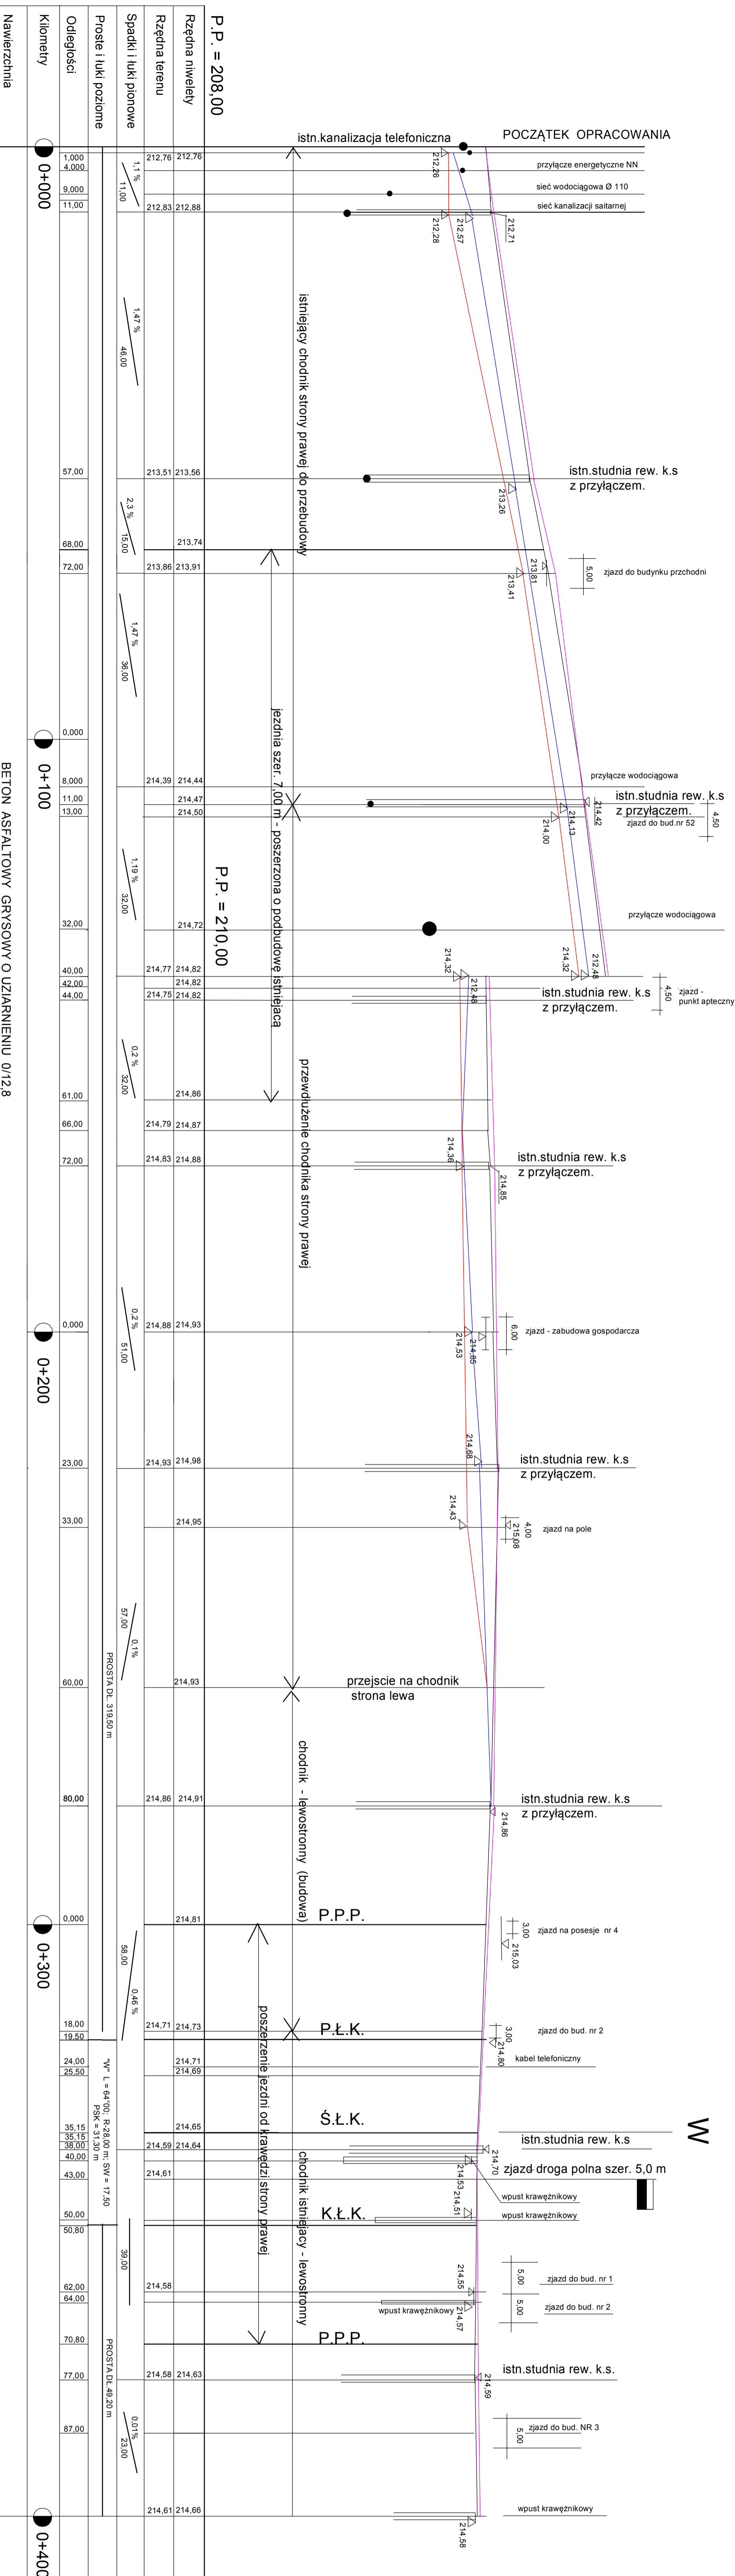 P.P. = 208,00
Rzędna niwelety
Rzędna terenu
Spadki i łuki pionowe
Proste i łuki poziome
Odległości
Kilometry
Nawierzchnia
istn.kanalizacja telefoniczna
POCZĄTEK OPRACOWANIA
przyłącze energetyczne NN
sieć wodociągowa Ø 110
sieć kanalizacji saitarnej
1,000
4,000
9,000
11,00
0+000
1,1 %
11,00
212,76 212,76
212,83 212,88
212,26
212,28
212,57
212,71
istniejący chodnik strony prawej do przebudowy
1,47 %
46,00
57,00
213,51 213,56
213,26
istn.studnia rew. k.s
z przyłączem.
2,3 %
15,00
68,00
213,74
72,00
213,86 213,91
213,41
213,81
5,00
zjazd do budynku przchodni
1,47 %
36,00
jezdnia szer. 7,00 m - poszerzona o podbudowę istniejacą
0,000
0+100
BETON ASFALTOWY GRYSOWY O UZIARNIENIU 0/12,8
8,000
214,39 214,44
przyłącze wodociągowa
11,00
214,47
istn.studnia rew. k.s
z przyłączem.
13,00
214,50
214,00
214,13
214,42
zjazd do bud.nr 52
4,50
1,19 %
32,00
P.P. = 210,00
32,00
214,72
przyłącze wodociągowa
40,00
214,77 214,82
214,32
212,48
214,32
212,48
42,00
214,82
44,00
214,75 214,82
istn.studnia rew. k.s
z przyłączem.
4,50
zjazd -
punkt apteczny
0,2 %
32,00
61,00
214,86
przewdłużenie chodnika strony prawej
66,00
214,79 214,87
72,00
214,83 214,88
214,36
214,85
istn.studnia rew. k.s
z przyłączem.
0,2 %
51,00
0,000
0+200
214,88 214,93
214,53
214,85
6,00
zjazd - zabudowa gospodarcza
23,00
214,93 214,98
214,68
istn.studnia rew. k.s
z przyłączem.
33,00
214,95
214,43
215,08
4,00
zjazd na pole
57,00
0,1%
PROSTA DŁ. 319,50 m
60,00
214,93
przejscie na chodnik
strona lewa
chodnik - lewostronny (budowa)
80,00
214,86 214,91
214,86
istn.studnia rew. k.s
z przyłączem.
0,000
0+300
214,81
P.P.P.
3,00
215,03
zjazd na posesje nr 4
58,00
0,46 %
18,00
19,50
214,71 214,73
P.Ł.K.
3,00
214,80
zjazd do bud. nr 2
24,00
214,71
kabel telefoniczny
25,50
214,69
poszerzenie jezdni od krawędzi strony prawej
"W" L = 64°00; R-28,00 m; SW = 17,50
PSK = 31,30 m
35,15
35,15
214,65
Ś.Ł.K.
W
38,00
214,59 214,64
214,70
istn.studnia rew. k.s
40,00
214,53
43,00
214,61
zjazd droga polna szer. 5,0 m
wpust krawężnikowy
chodnik istniejacy - lewostronny
50,00
50,80
K.Ł.K.
214,51
wpust krawężnikowy
39,00
62,00
214,58
214,55
5,00
zjazd do bud. nr 1
64,00
214,57
wpust krawężnikowy
5,00
zjazd do bud. nr 2
70,80
P.P.P.
PROSTA DŁ.49,20 m
77,00
214,58 214,63
214,59
istn.studnia rew. k.s.
0,01%
23,00
87,00
5,00
zjazd do bud. NR 3
0+400
214,61 214,66
214,58
wpust krawężnikowy